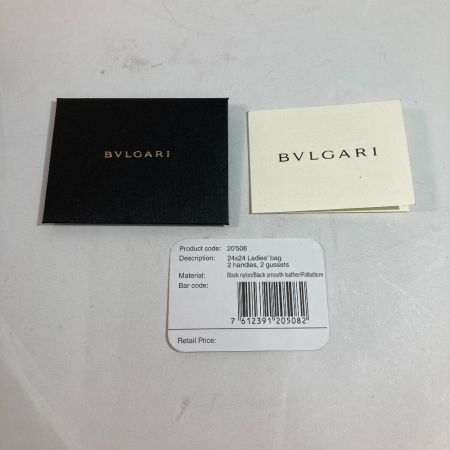 BVLGARI
BVLGARI
Product code: 20'508
Description: 24x24 Ladies' bag
2 handles, 2 gussets
Material: Black nylon/Black smooth leather/Palladium
Bar code:
7 612391 205082
Retail Price: